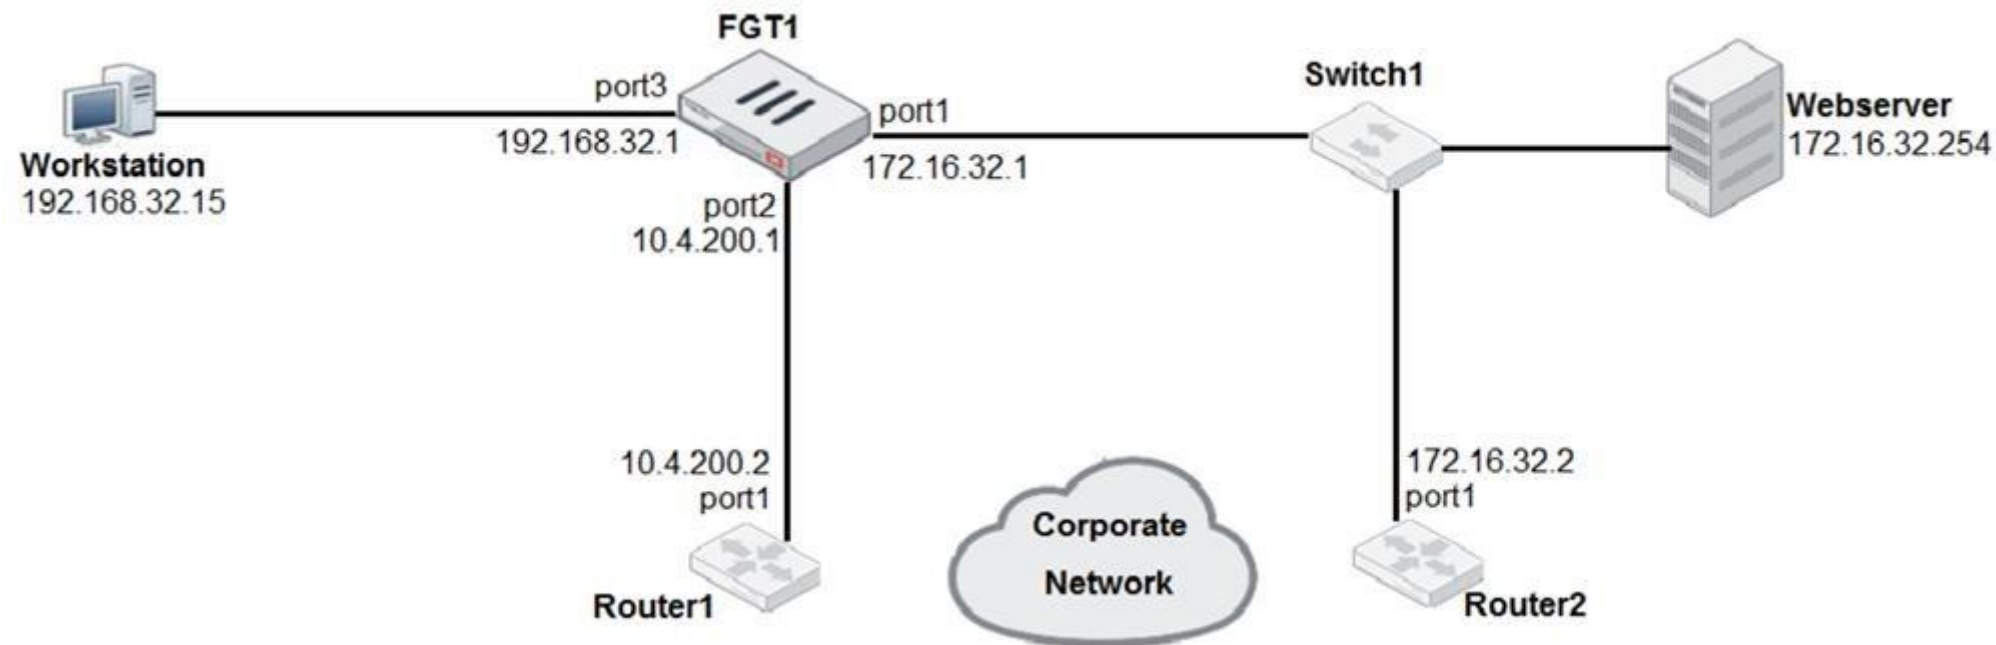 FGT1
port3
192.168.32.1
port1
172.16.32.1
Switch1
Webserver
172.16.32.254
Workstation
192.168.32.15
port2
10.4.200.1
10.4.200.2
port1
Router1
Corporate
Network
172.16.32.2
port1
Router2